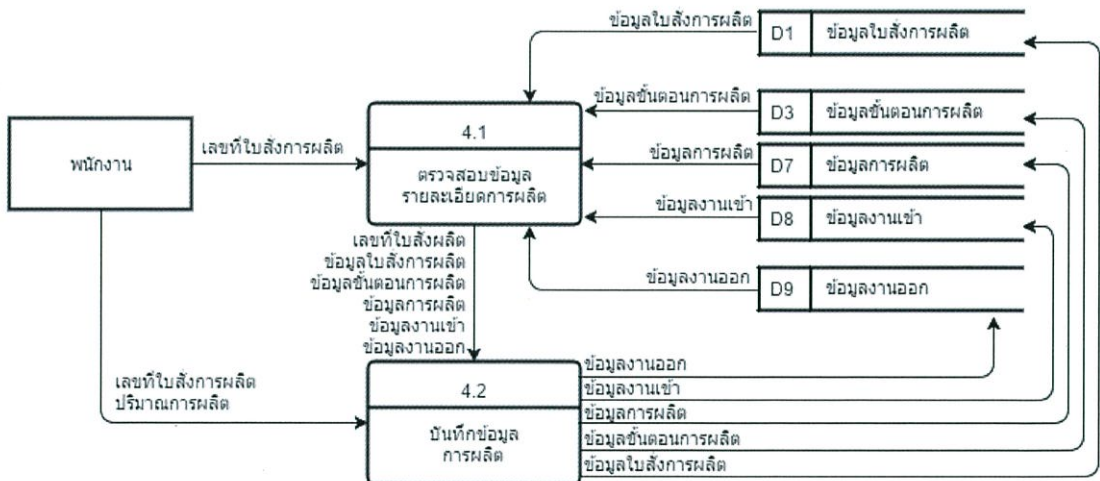 ข้อมูลใบสั่งการผลิต
D1 ข้อมูลใบสั่งการผลิต
ข้อมูลขั้นตอนการผลิต
D3 ข้อมูลขั้นตอนการผลิต
4.1
พนักงาน
เลขที่ใบสั่งการผลิต
ตรวจสอบข้อมูล
รายละเอียดการผลิต
ข้อมูลการผลิต
D7 ข้อมูลการผลิต
ข้อมูลงานเข้า
D8 ข้อมูลงานเข้า
ข้อมูลงานออก
D9 ข้อมูลงานออก
เลขที่ใบสั่งผลิต
ข้อมูลใบสั่งการผลิต
ข้อมูลขั้นตอนการผลิต
ข้อมูลการผลิต
ข้อมูลงานเข้า
ข้อมูลงานออก
เลขที่ใบสั่งการผลิต
ปริมาณการผลิต
4.2
บันทึกข้อมูล
การผลิต
ข้อมูลงานออก
ข้อมูลงานเข้า
ข้อมูลการผลิต
ข้อมูลขั้นตอนการผลิต
ข้อมูลใบสั่งการผลิต